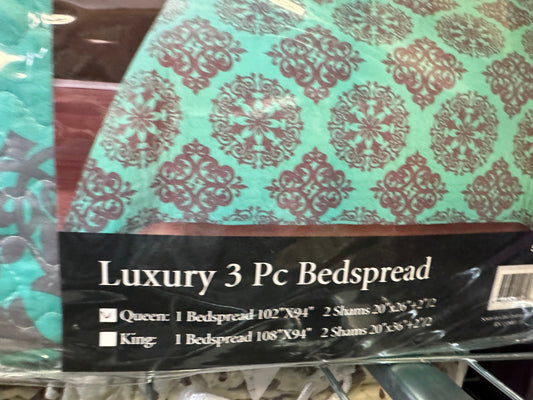 Luxury 3 Pc Bedspread
Queen: 1 Bedspread 102"X94" 2 Shams 20"x26"+2"/2
King: 1 Bedspread 108"X94" 2 Shams 20"x36"+2"/2